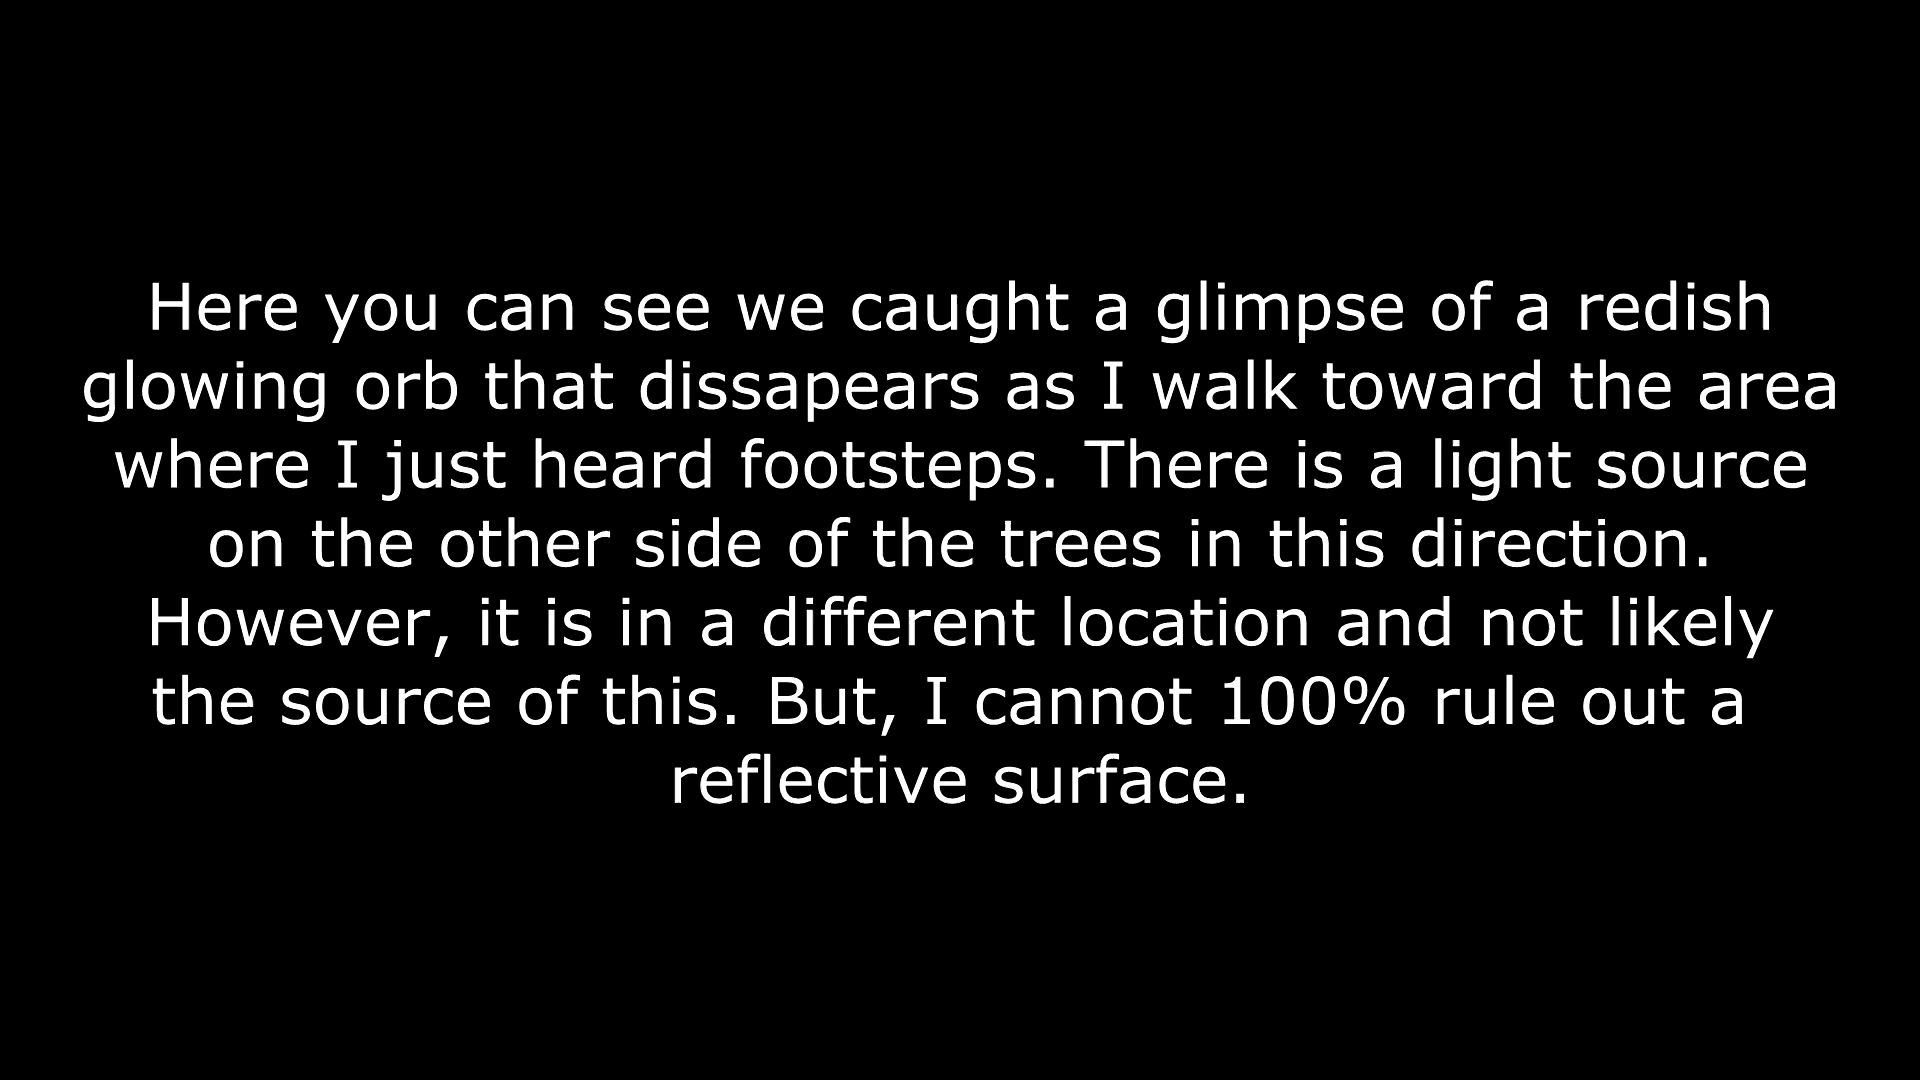 Here you can see we caught a glimpse of a redish
glowing orb that dissapears as I walk toward the area
where I just heard footsteps. There is a light source
on the other side of the trees in this direction.
However, it is in a different location and not likely
the source of this. But, I cannot 100% rule out a
reflective surface.